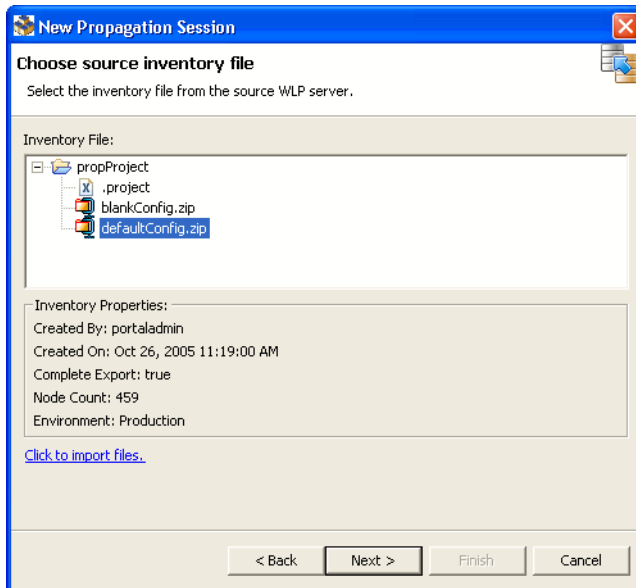 New Propagation Session
Choose source inventory file
Select the inventory file from the source WLP server.
Inventory File:
propProject
.project
blankConfig.zip
defaultConfig.zip
Inventory Properties:
Created By: portaladmin
Created On: Oct 26, 2005 11:19:00 AM
Complete Export: true
Node Count: 459
Environment: Production
Click to import files.
< Back Next > Finish Cancel